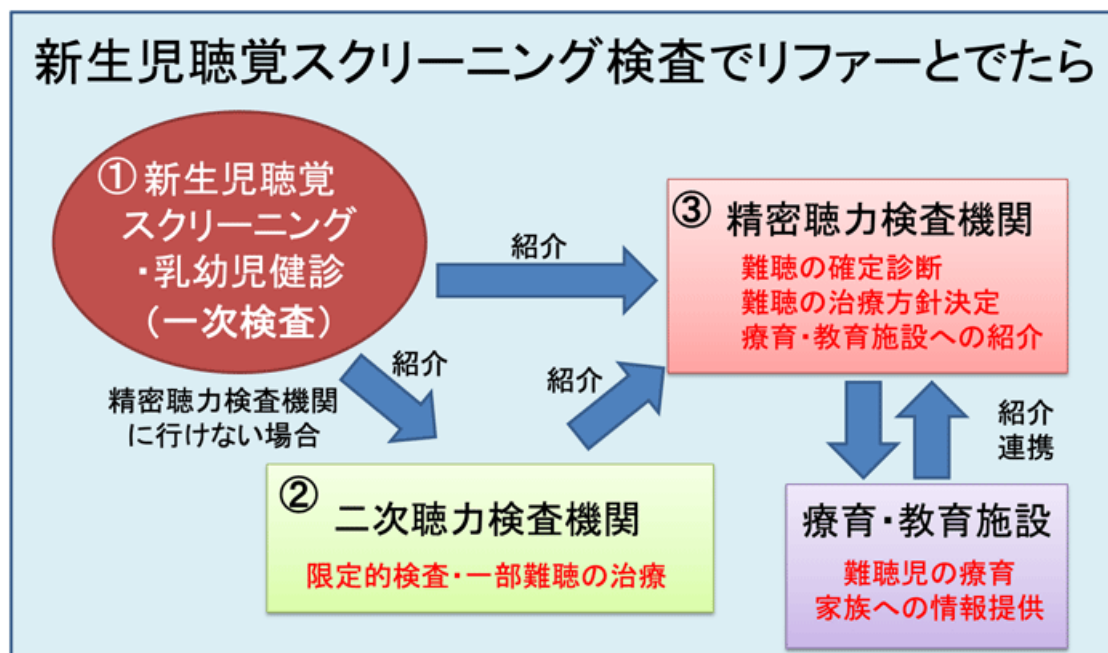 新生児聴覚スクリーニング検査でリファーとでたら
① 新生児聴覚
スクリーニング
・乳幼児健診
(一次検査)
紹介
③ 精密聴力検査機関
難聴の確定診断
難聴の治療方針決定
療育・教育施設への紹介
紹介
精密聴力検査機関
に行けない場合
紹介
② 二次聴力検査機関
限定的検査・一部難聴の治療
紹介
連携
療育・教育施設
難聴児の療育
家族への情報提供